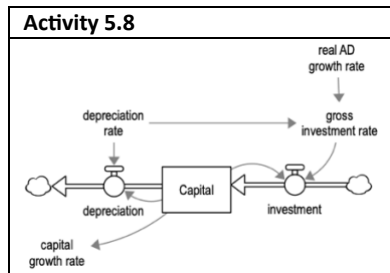 Activity 5.8
real AD
growth rate
depreciation
rate
gross
investment rate
Capital
depreciation
investment
capital
growth rate